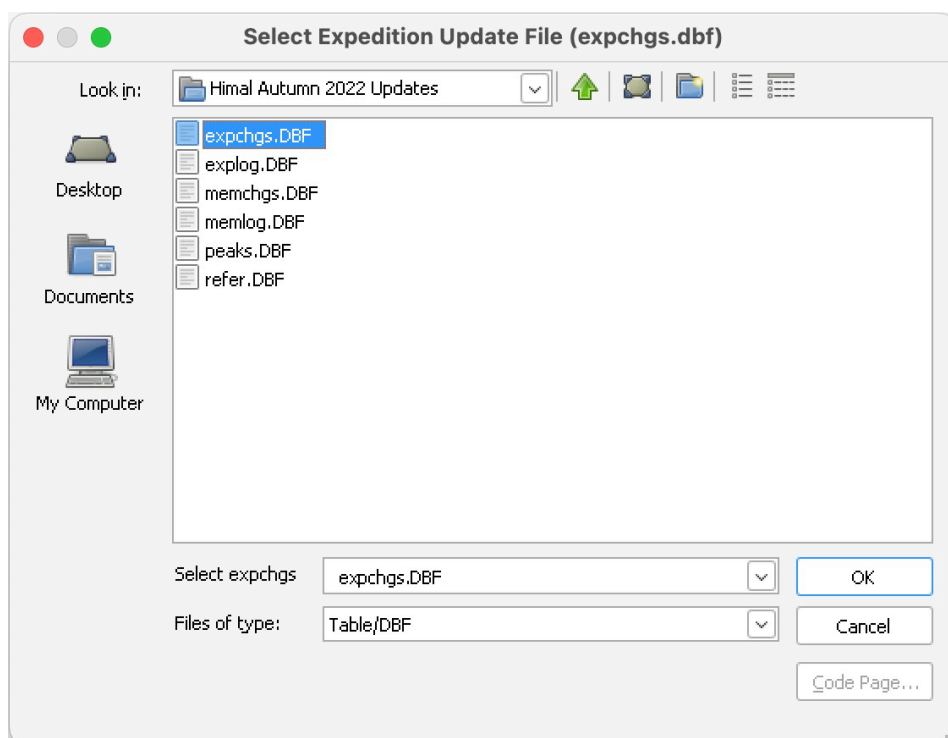 Select Expedition Update File (expchgs.dbf)
Look in: Himal Autumn 2022 Updates
expchgs.DBF
explog.DBF
memchgs.DBF
memlog.DBF
peaks.DBF
refer.DBF
Desktop
Documents
My Computer
Select expchgs expchgs.DBF OK
Files of type: Table/DBF Cancel
Code Page...